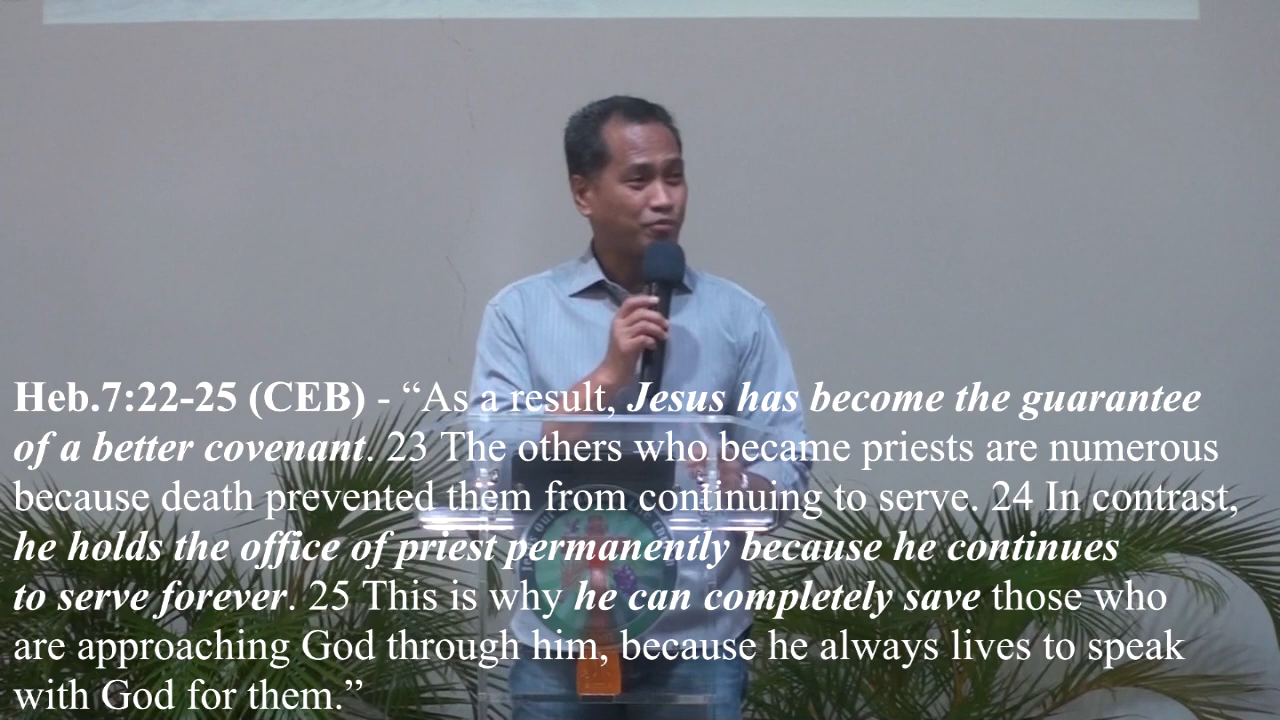 Heb.7:22-25 (CEB) - “As a result, Jesus has become the guarantee
of a better covenant. 23 The others who became priests are numerous
because death prevented them from continuing to serve. 24 In contrast,
he holds the office of priest permanently because he continues
to serve forever. 25 This is why he can completely save those who
are approaching God through him, because he always lives to speak
with God for them.”